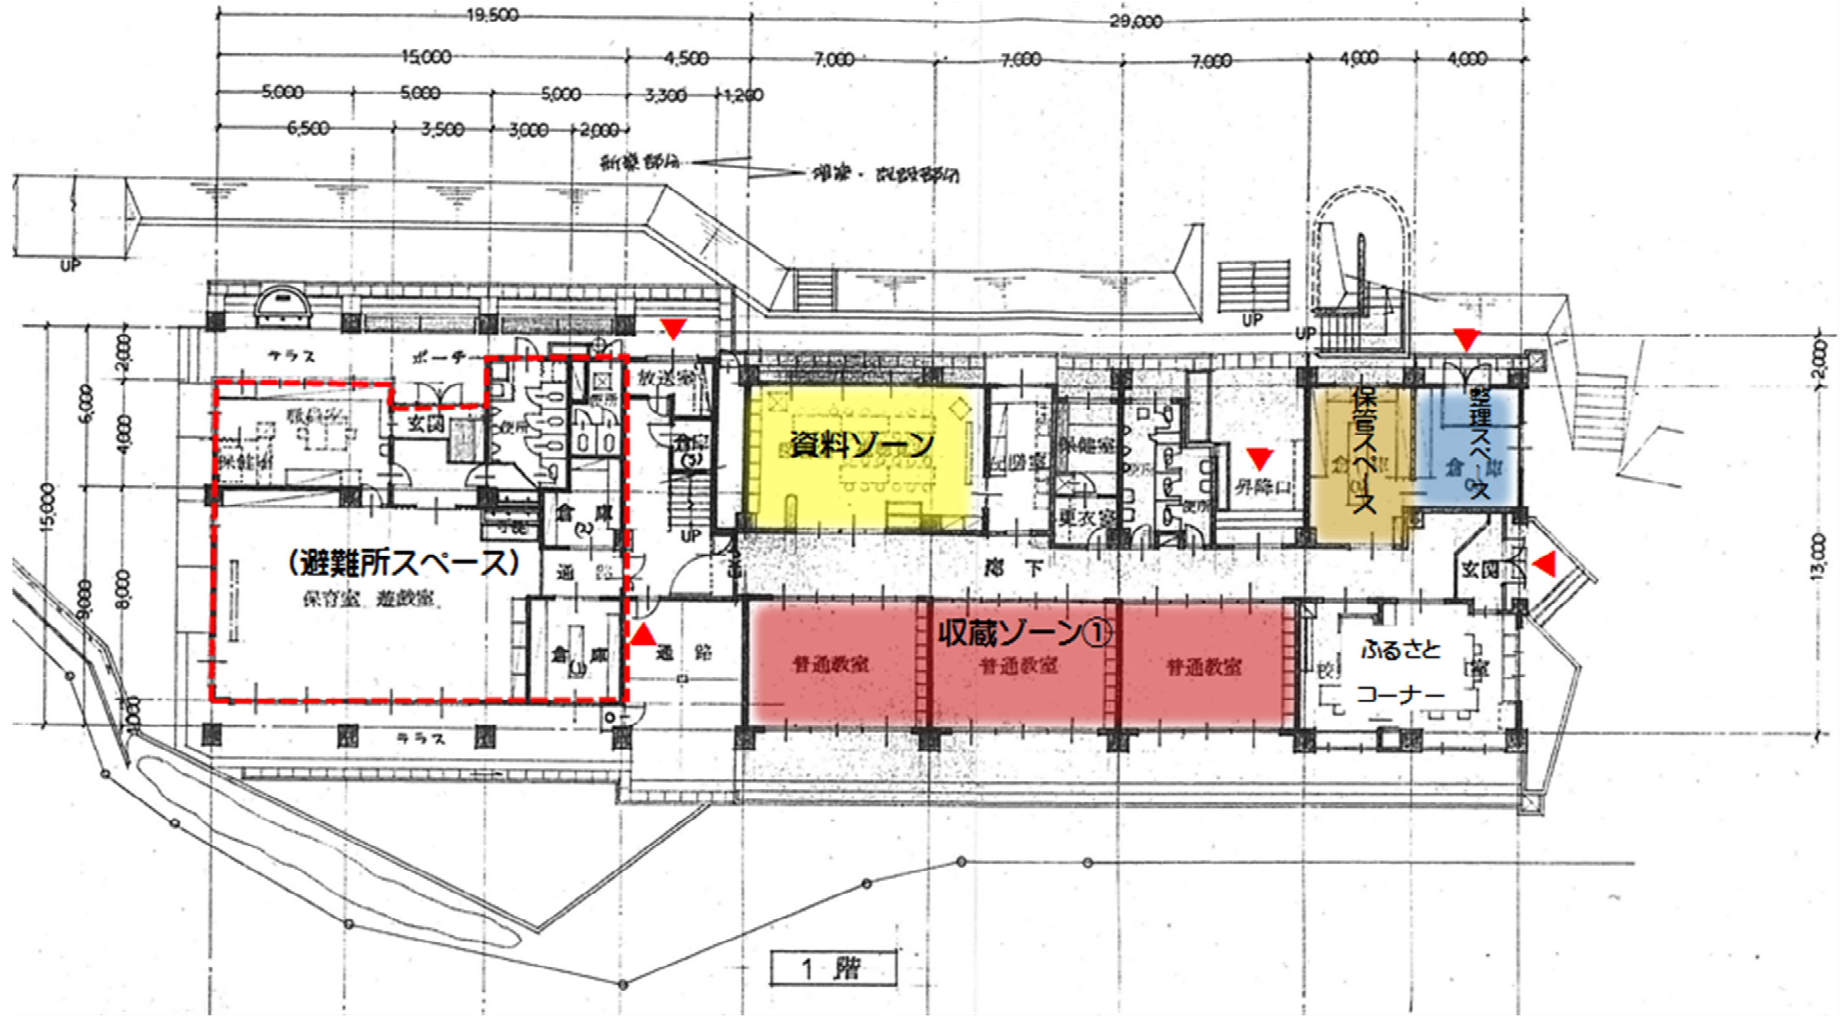 19,500
29,000
15,000
4,500
7,000
7,000
7,000
4,000
4,000
5,000
5,000
5,000
3,300
1,200
6,500
3,500
3,000
2,000
新築部分
増築・既設部分
UP
UP
UP
テラス
ポーチ
放送室
2,000
6,000
4,000
15,000
9,000
8,000
1,000
2,000
13,000
玄関
便所
便所
倉庫
(3)
UP
資料ゾーン
保健室
更衣室
便所
昇降口
保管スペース
整理スペース
倉庫
倉庫
倉庫
(2)
通路
(避難所スペース)
保育室 遊戯室
廊下
玄関
倉庫
(1)
通路
収蔵ゾーン①
普通教室
普通教室
普通教室
ふるさと
コーナー
校
室
テラス
1階